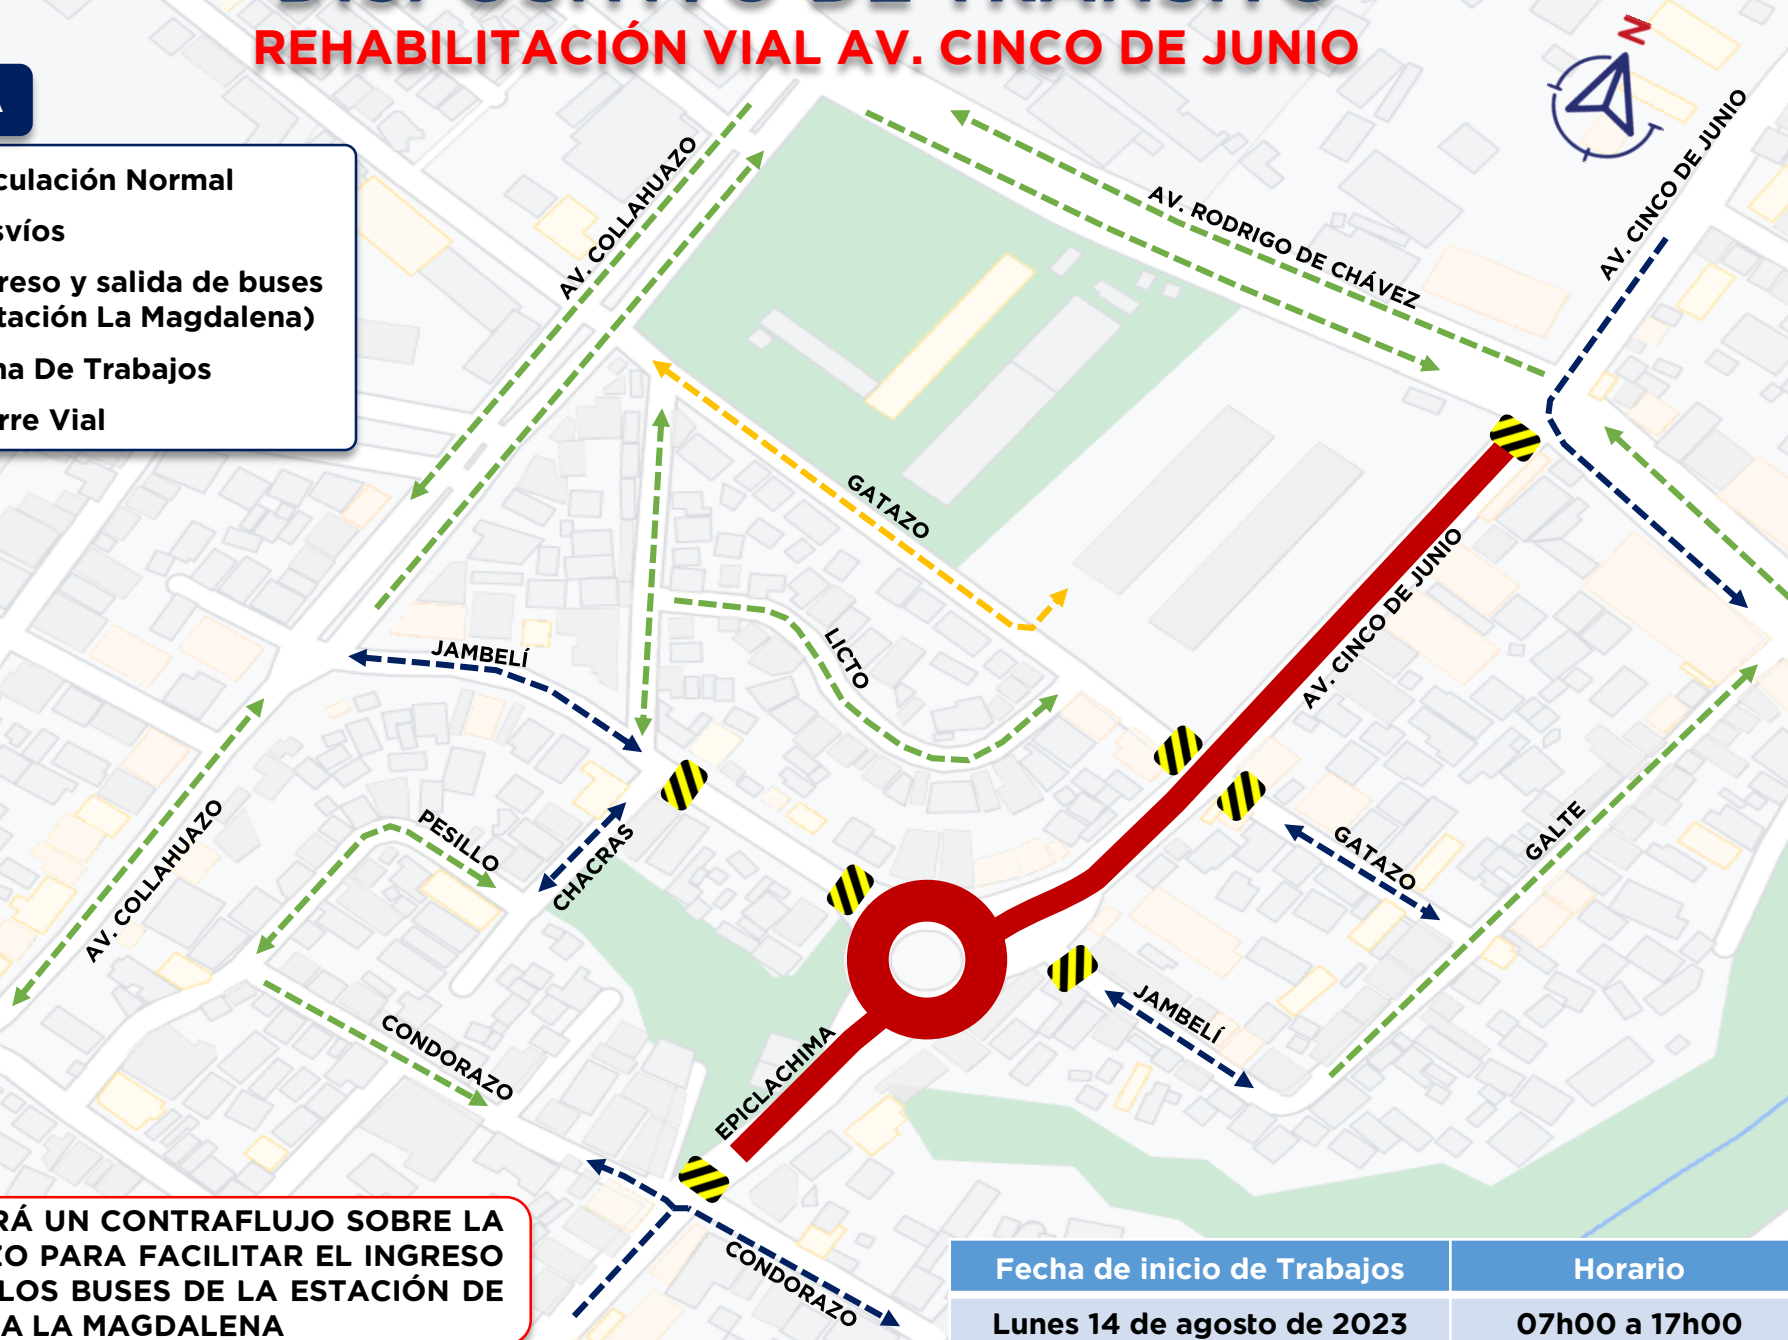 DISPOSITIVO DE TRÁNSITO
REHABILITACIÓN VIAL AV. CINCO DE JUNIO
N
A
culación Normal
svíos
reso y salida de buses
tación La Magdalena)
na De Trabajos
rre Vial
AV. COLLAHUAZO
AV. RODRIGO DE CHÁVEZ
AV. CINCO DE JUNIO
GATAZO
AV. CINCO DE JUNIO
LICTO
JAMBELÍ
PESILLO
CHACRAS
AV. COLLAHUAZO
GATAZO
GALTE
JAMBELÍ
CONDORAZO
EPICLACHIMA
CONDORAZO
RÁ UN CONTRAFLUJO SOBRE LA
ZO PARA FACILITAR EL INGRESO
LOS BUSES DE LA ESTACIÓN DE
A LA MAGDALENA
Fecha de inicio de Trabajos Horario
Lunes 14 de agosto de 2023 07h00 a 17h00